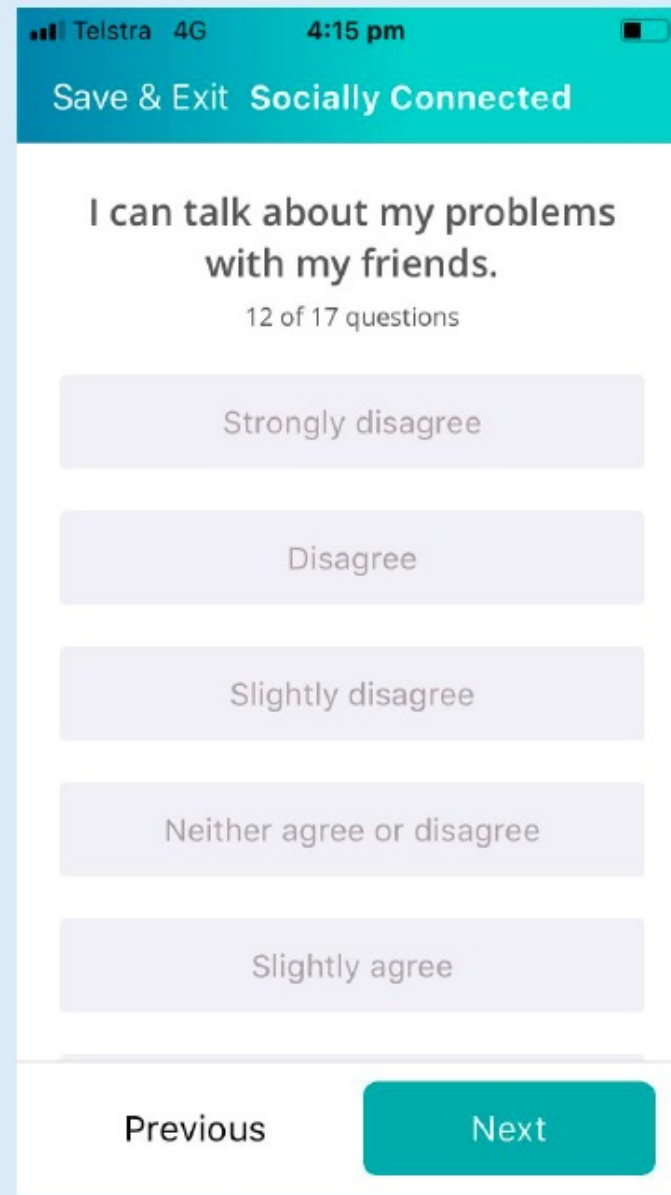 Telstra 4G 4:15 pm
Save & Exit Socially Connected
I can talk about my problems
with my friends.
12 of 17 questions
Strongly disagree
Disagree
Slightly disagree
Neither agree or disagree
Slightly agree
Previous Next